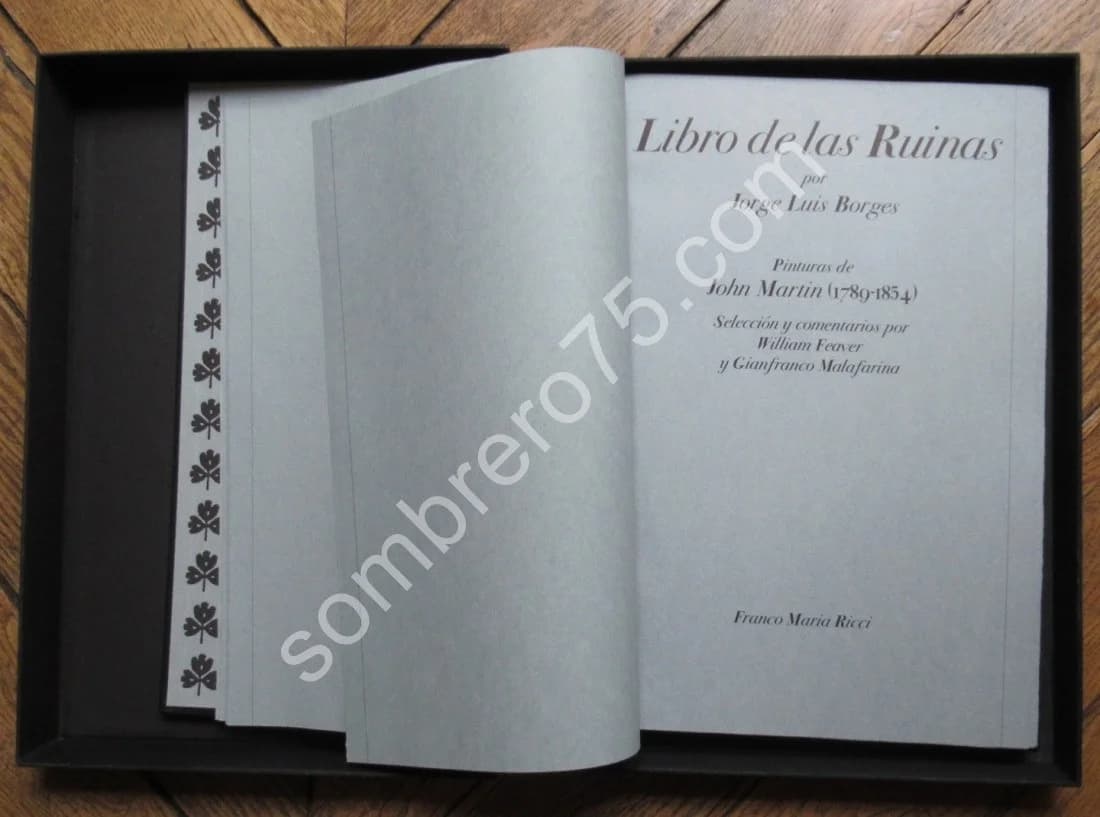 Libro de las Ruinas
por
Jorge Luis Borges
Pinturas de
John Martin (1789-1854)
Selección y comentarios por
William Feaver
y Gianfranco Malafarina
Franco Maria Ricci
sombrero75.com